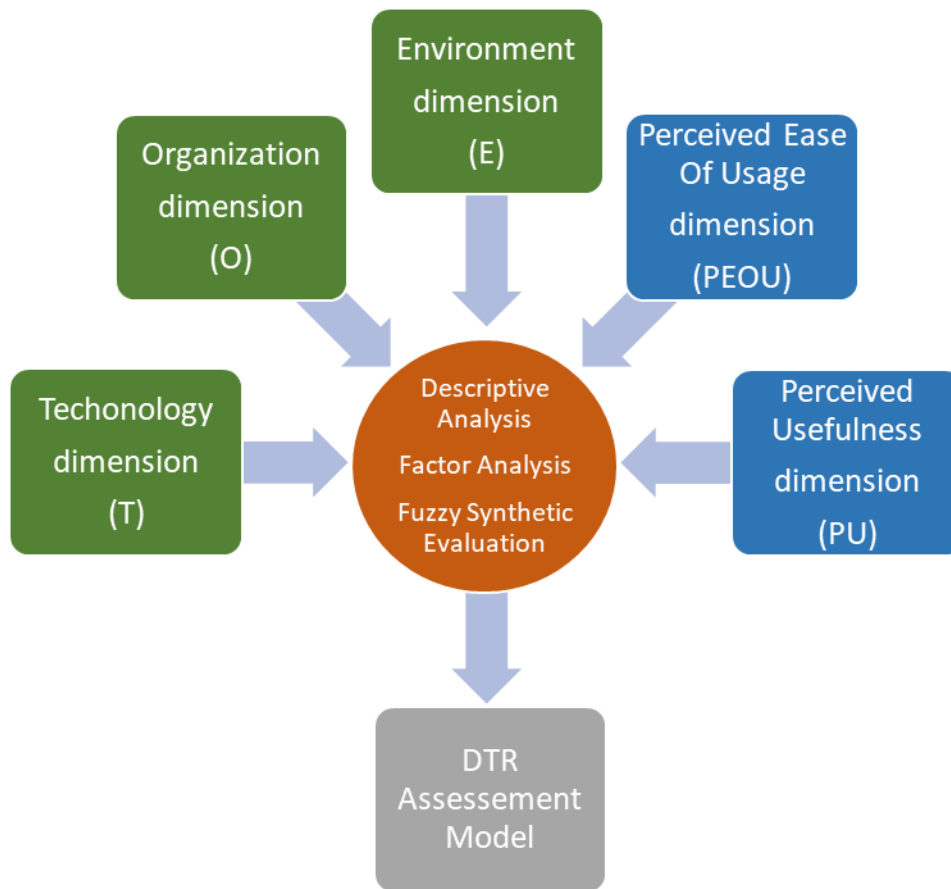 Environment
dimension
(E)
Organization
dimension
(O)
Perceived Ease
Of Usage
dimension
(PEOU)
Techonology
dimension
(T)
Descriptive
Analysis
Factor Analysis
Fuzzy Synthetic
Evaluation
Perceived
Usefulness
dimension
(PU)
DTR
Assessement
Model